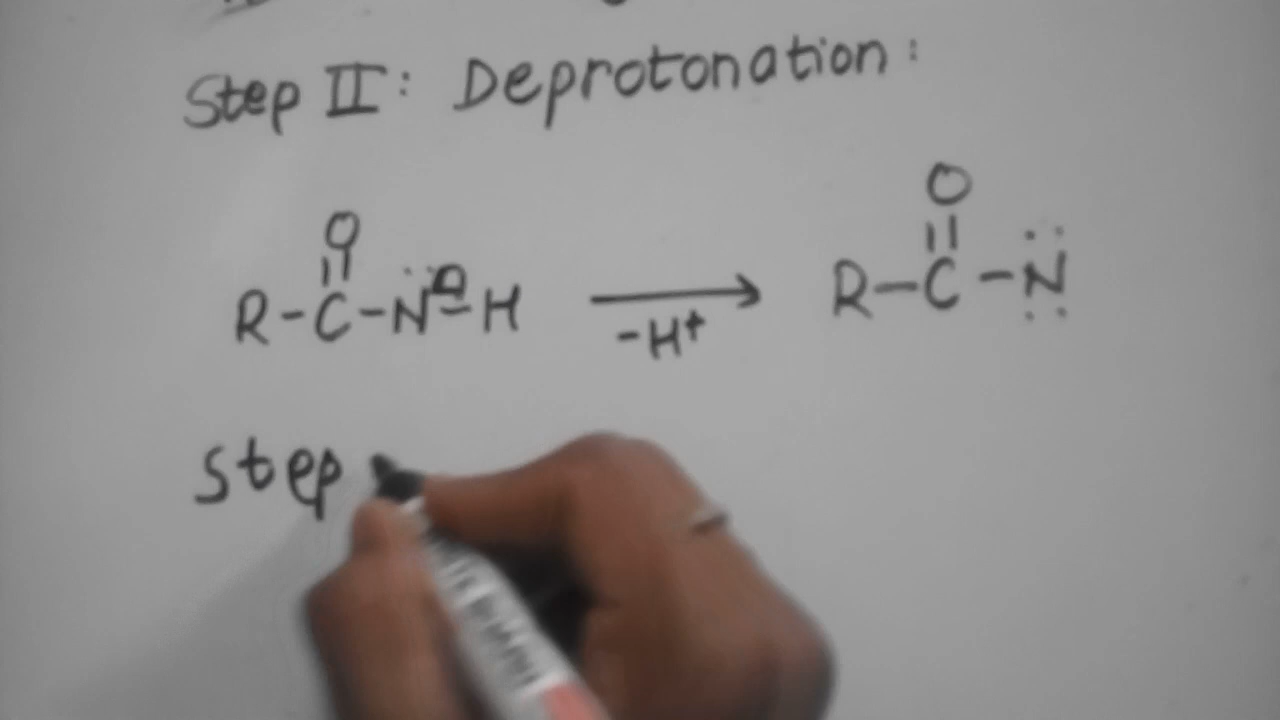 Step II: Deprotonation:
O
O
R-C-N-H
-H+
R-C-N
step